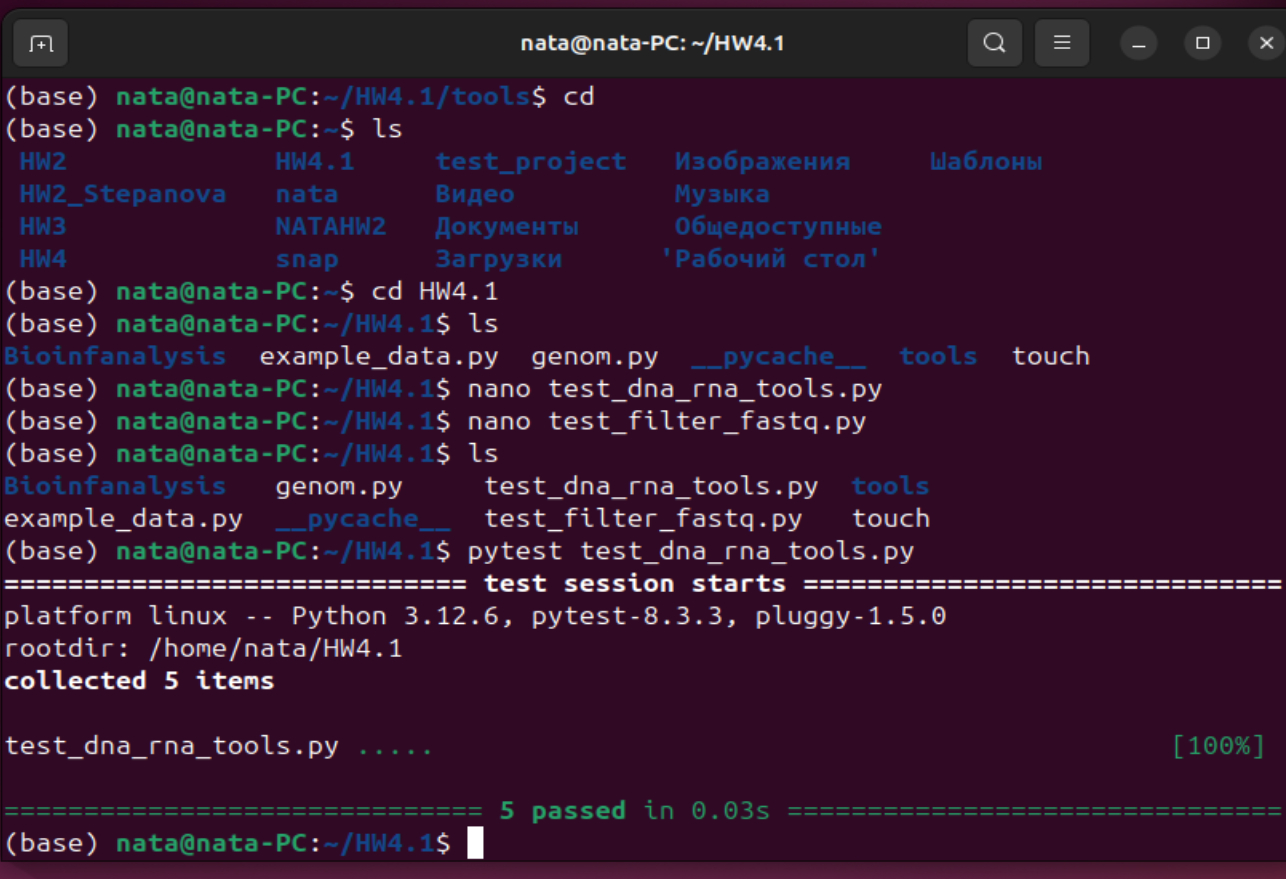 nata@nata-PC: ~/HW4.1
(base) nata@nata-PC:~/HW4.1/tools$ cd
(base) nata@nata-PC:~$ ls
HW2 HW4.1 test_project Изображения Шаблоны
HW2_Stepanova nata Видео Музыка
HW3 NATAHW2 Документы Общедоступные
HW4 snap Загрузки 'Рабочий стол'
(base) nata@nata-PC:~$ cd HW4.1
(base) nata@nata-PC:~/HW4.1$ ls
Bioinfanalysis example_data.py genom.py __pycache__ tools touch
(base) nata@nata-PC:~/HW4.1$ nano test_dna_rna_tools.py
(base) nata@nata-PC:~/HW4.1$ nano test_filter_fastq.py
(base) nata@nata-PC:~/HW4.1$ ls
Bioinfanalysis genom.py test_dna_rna_tools.py tools
example_data.py __pycache__ test_filter_fastq.py touch
(base) nata@nata-PC:~/HW4.1$ pytest test_dna_rna_tools.py
============================= test session starts ==============================
platform linux -- Python 3.12.6, pytest-8.3.3, pluggy-1.5.0
rootdir: /home/nata/HW4.1
collected 5 items
test_dna_rna_tools.py ..... [100%]
============================== 5 passed in 0.03s ===============================
(base) nata@nata-PC:~/HW4.1$